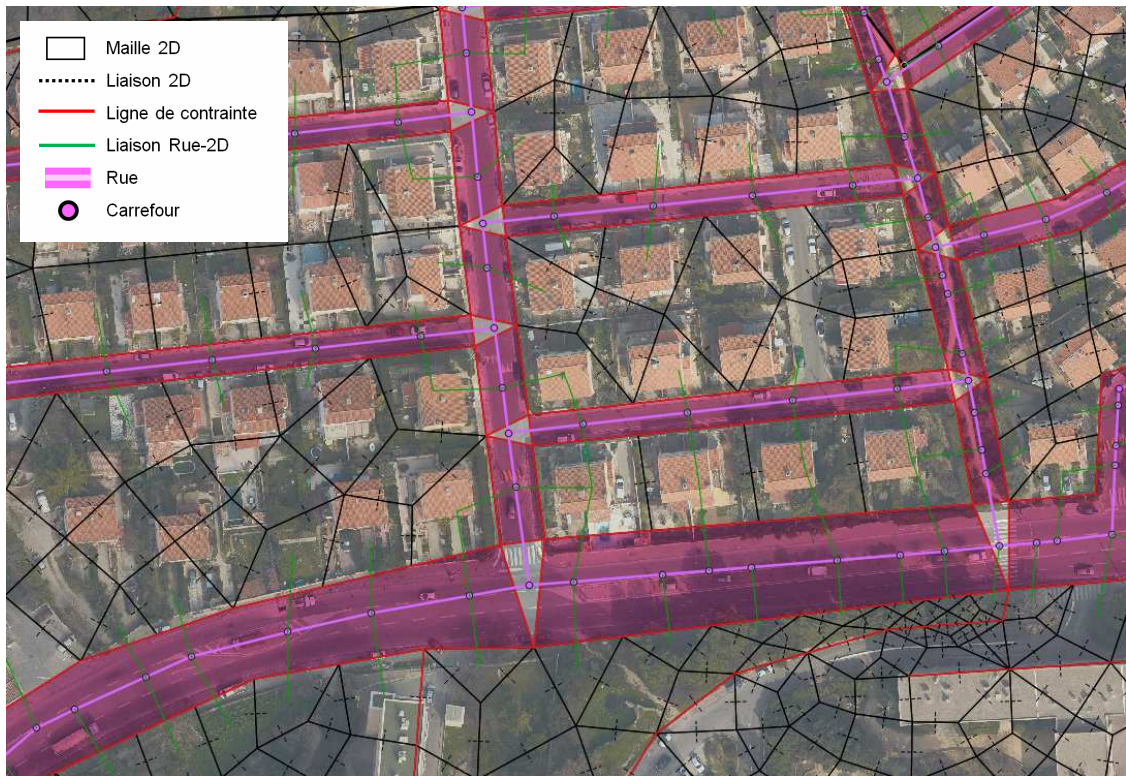 Maille 2D
Liaison 2D
Ligne de contrainte
Liaison Rue-2D
Rue
Carrefour